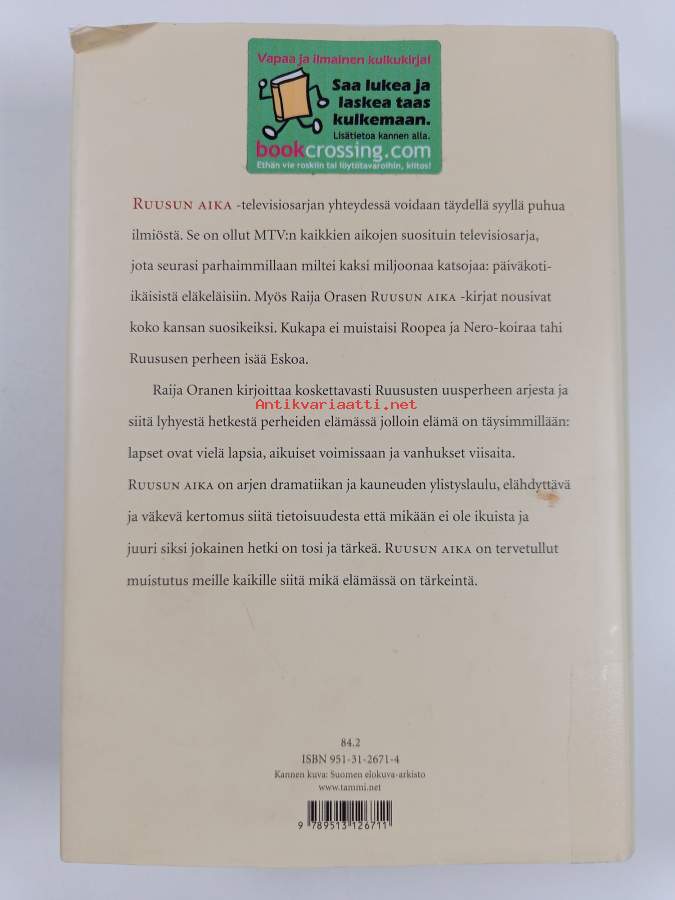 Vapaa ja ilmainen kulkukirja!
Saa lukea ja
laskea taas
kulkemaan.
Lisätietoa kannen alla.
bookcrossing.com
Ethän vie roskiin tai löytötavaroihin, kiitos!
RUUSUN AIKA -televisiosarjan yhteydessä voidaan täydellä syyllä puhua
ilmiöstä. Se on ollut MTV:n kaikkien aikojen suosituin televisiosarja,
jota seurasi parhaimmillaan miltei kaksi miljoonaa katsojaa: päiväkoti-
ikäisistä eläkeläisiin. Myös Raija Orasen RUUSUN AIKA -kirjat nousivat
koko kansan suosikeiksi. Kukapa ei muistaisi Roopea ja Nero-koiraa tahi
Ruususen perheen isää Eskoa.
Raija Oranen kirjoittaa koskettavasti Ruususten uusperheen arjesta ja
Antikvariaatti.net
siitä lyhyestä hetkestä perheiden elämässä jolloin elämä on täysimmillään:
lapset ovat vielä lapsia, aikuiset voimissaan ja vanhukset viisaita.
RUUSUN AIKA on arjen dramatiikan ja kauneuden ylistyslaulu, elähdyttävä
ja väkevä kertomus siitä tietoisuudesta että mikään ei ole ikuista ja
juuri siksi jokainen hetki on tosi ja tärkeä. RUUSUN AIKA on tervetullut
muistutus meille kaikille siitä mikä elämässä on tärkeintä.
84.2
ISBN 951-31-2671-4
Kannen kuva: Suomen elokuva-arkisto
www.tammi.net
9 789513 126711